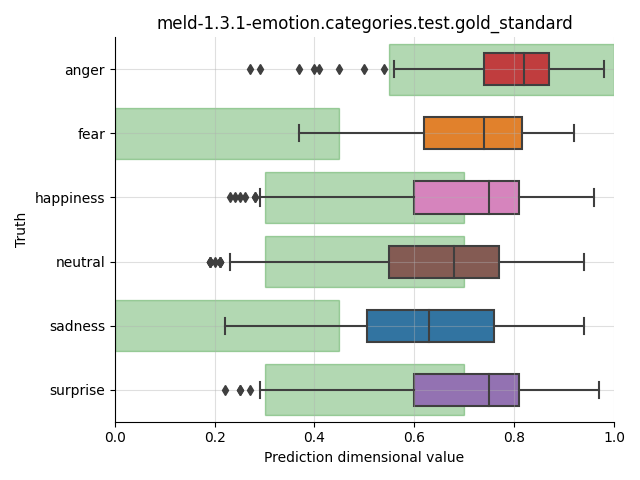 meld-1.3.1-emotion.categories.test.gold_standard
Truth
anger
fear
happiness
neutral
sadness
surprise
0.0 0.2 0.4 0.6 0.8 1.0
Prediction dimensional value